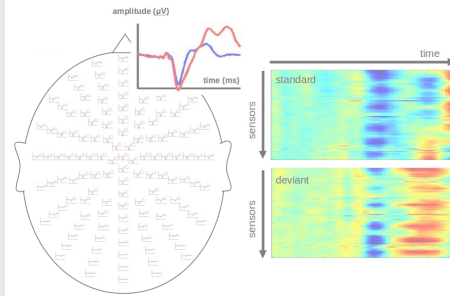 amplitude (µV)
time (ms)
time
sensors
standard
sensors
deviant